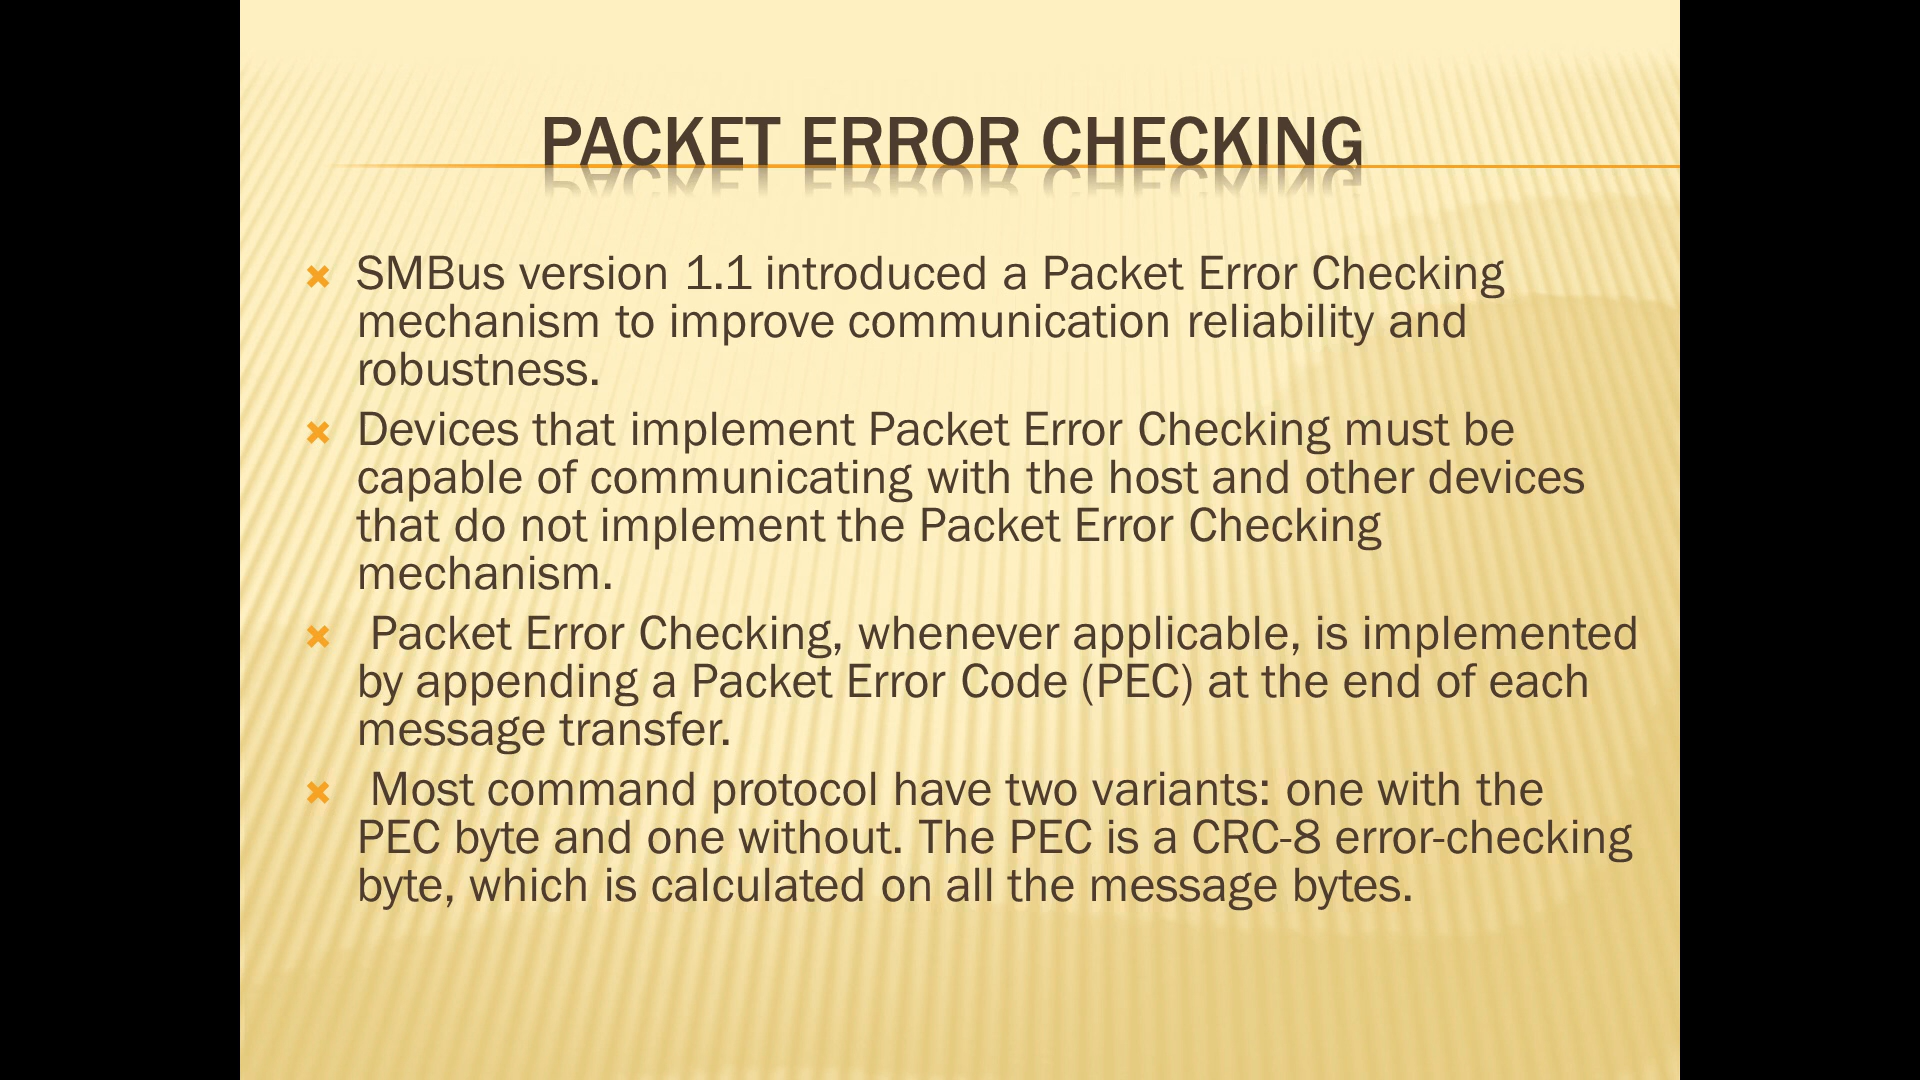 PACKET ERROR CHECKING
SMBus version 1.1 introduced a Packet Error Checking
mechanism to improve communication reliability and
robustness.
Devices that implement Packet Error Checking must be
capable of communicating with the host and other devices
that do not implement the Packet Error Checking
mechanism.
Packet Error Checking, whenever applicable, is implemented
by appending a Packet Error Code (PEC) at the end of each
message transfer.
Most command protocol have two variants: one with the
PEC byte and one without. The PEC is a CRC-8 error-checking
byte, which is calculated on all the message bytes.